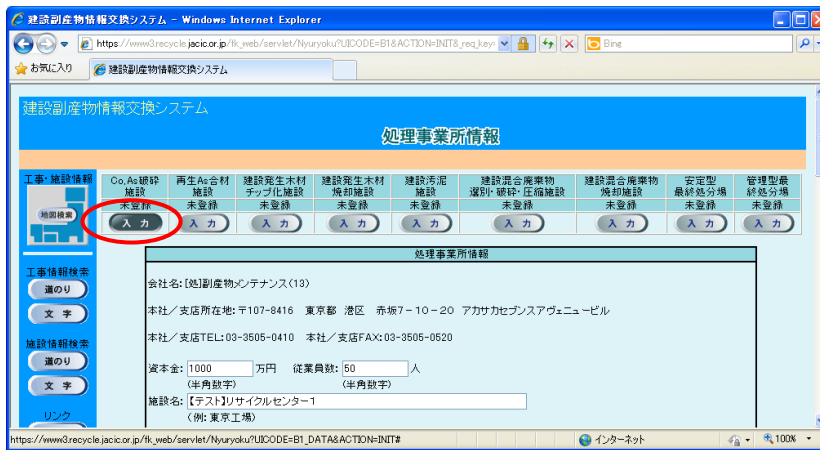 建設副産物情報交換システム - Windows Internet Explorer
https://www3.recycle.jacic.or.jp/fk_web/servlet/Nyuryoku?UICODE=B1&ACTION=INIT&_req_key=
Bing
お気に入り
建設副産物情報交換システム
建設副産物情報交換システム
処理事業所情報
工事・施設情報
地図検索
Co,As破砕施設 再生As合材施設 建設発生木材チップ化施設 建設発生木材焼却施設 建設汚泥施設 建設混合廃棄物選別・破砕・圧縮施設 建設混合廃棄物焼却施設 安定型最終処分場 管理型最終処分場
未登録 未登録 未登録 未登録 未登録 未登録 未登録 未登録 未登録
入力 入力 入力 入力 入力 入力 入力 入力 入力
処理事業所情報
工事情報検索
道のり
文字
施設情報検索
道のり
文字
リンク
会社名:[処]副産物メンテナンス(13)
本社/支店所在地:〒107-8416 東京都 港区 赤坂7-10-20 アカサカセブンスアヴェニュービル
本社/支店TEL:03-3505-0410 本社/支店FAX:03-3505-0520
資本金: 1000 万円 従業員数: 50 人
(半角数字) (半角数字)
施設名: 【テスト】リサイクルセンター1
(例:東京工場)
https://www3.recycle.jacic.or.jp/fk_web/servlet/Nyuryoku?UICODE=B1_DATA&ACTION=INIT#
インターネット
100%